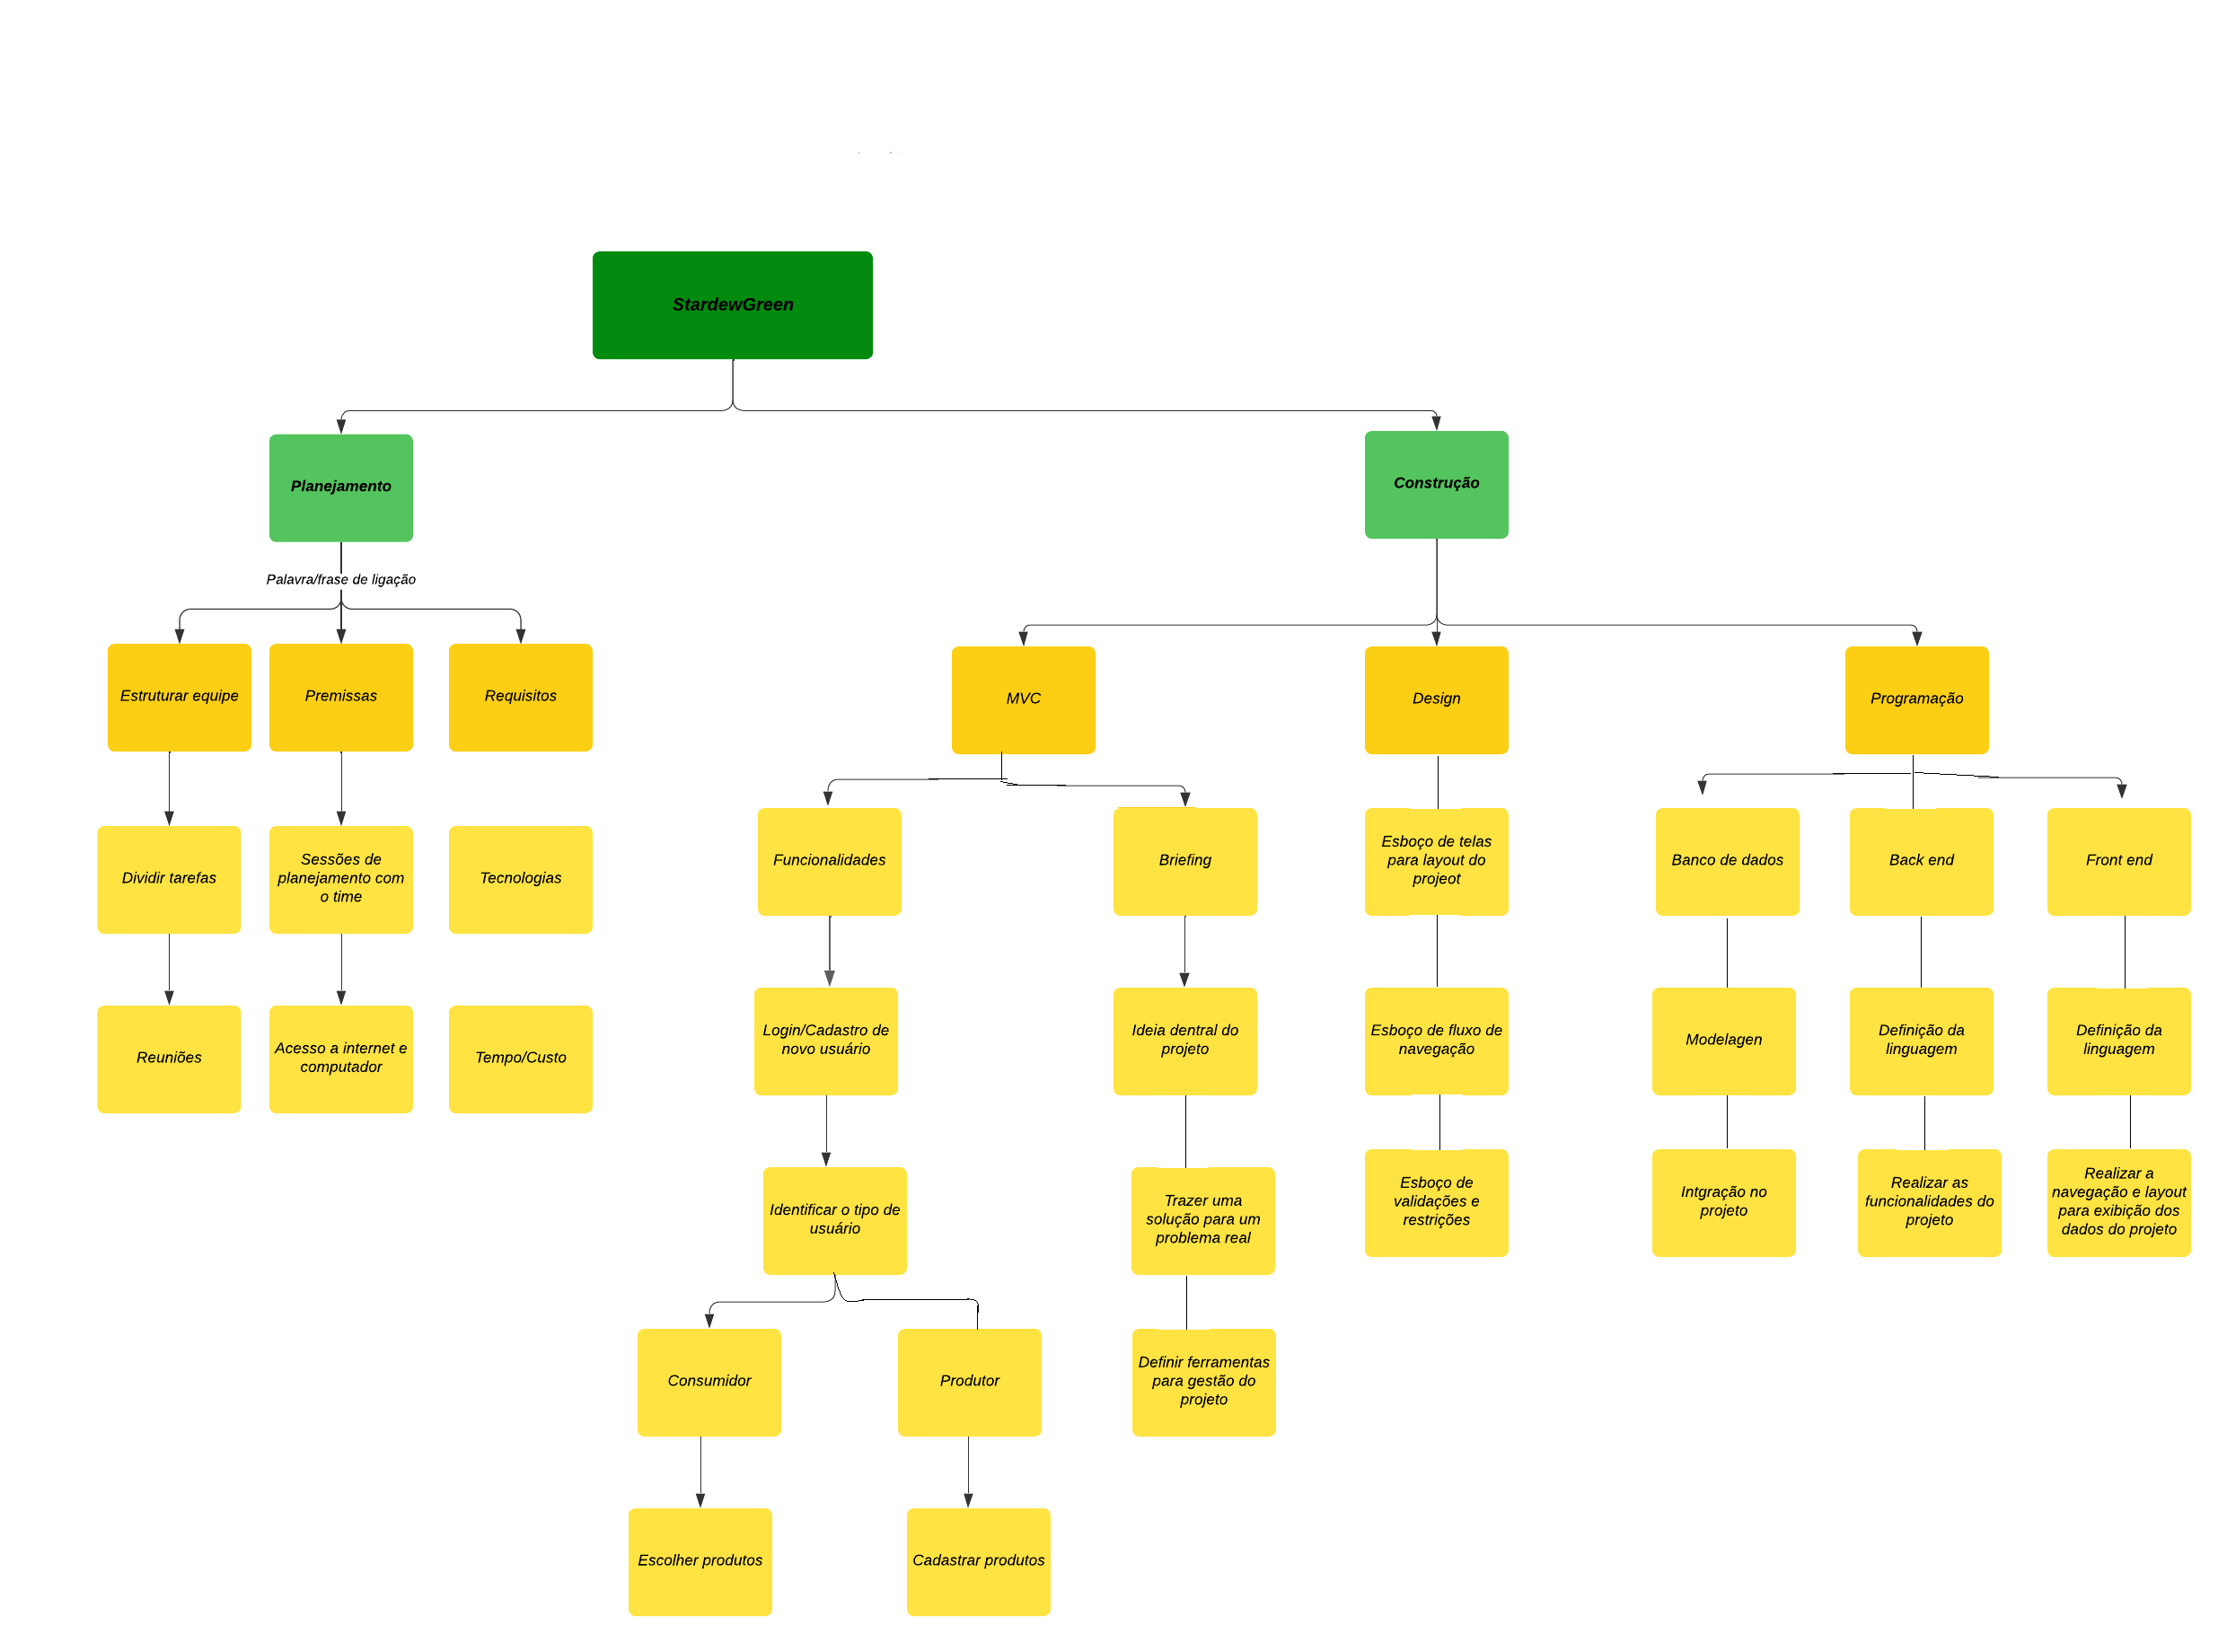 StardewGreen
Planejamento
Construção
Palavra/frase de ligação
Estruturar equipe
Premissas
Requisitos
MVC
Design
Programação
Dividir tarefas
Sessões de
planejamento com
o time
Tecnologias
Funcionalidades
Briefing
Esboço de telas
para layout do
projeot
Banco de dados
Back end
Front end
Reuniões
Acesso a internet e
computador
Tempo/Custo
Login/Cadastro de
novo usuário
Ideia dentral do
projeto
Esboço de fluxo de
navegação
Modelagen
Definição da
linguagem
Definição da
linguagem
Identificar o tipo de
usuário
Trazer uma
solução para um
problema real
Esboço de
validações e
restrições
Intgração no
projeto
Realizar as
funcionalidades do
projeto
Realizar a
navegação e layout
para exibição dos
dados do projeto
Consumidor
Produtor
Definir ferramentas
para gestão do
projeto
Escolher produtos
Cadastrar produtos